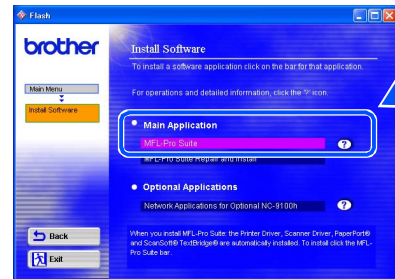 Flash
brother
Install Software
To install a software application click on the bar for that application.
For operations and detailed information, click the "?" icon.
Main Menu
Install Software
Main Application
MFL-Pro Suite
?
MFL-Pro Suite Repair and Install
Optional Applications
Network Applications for Optional NC-9100h
?
When you install MFL-Pro Suite: the Printer Driver, Scanner Driver, PaperPort®
and ScanSoft® TextBridge® are automatically installed. To install click the MFL-
Pro Suite bar.
Back
Exit